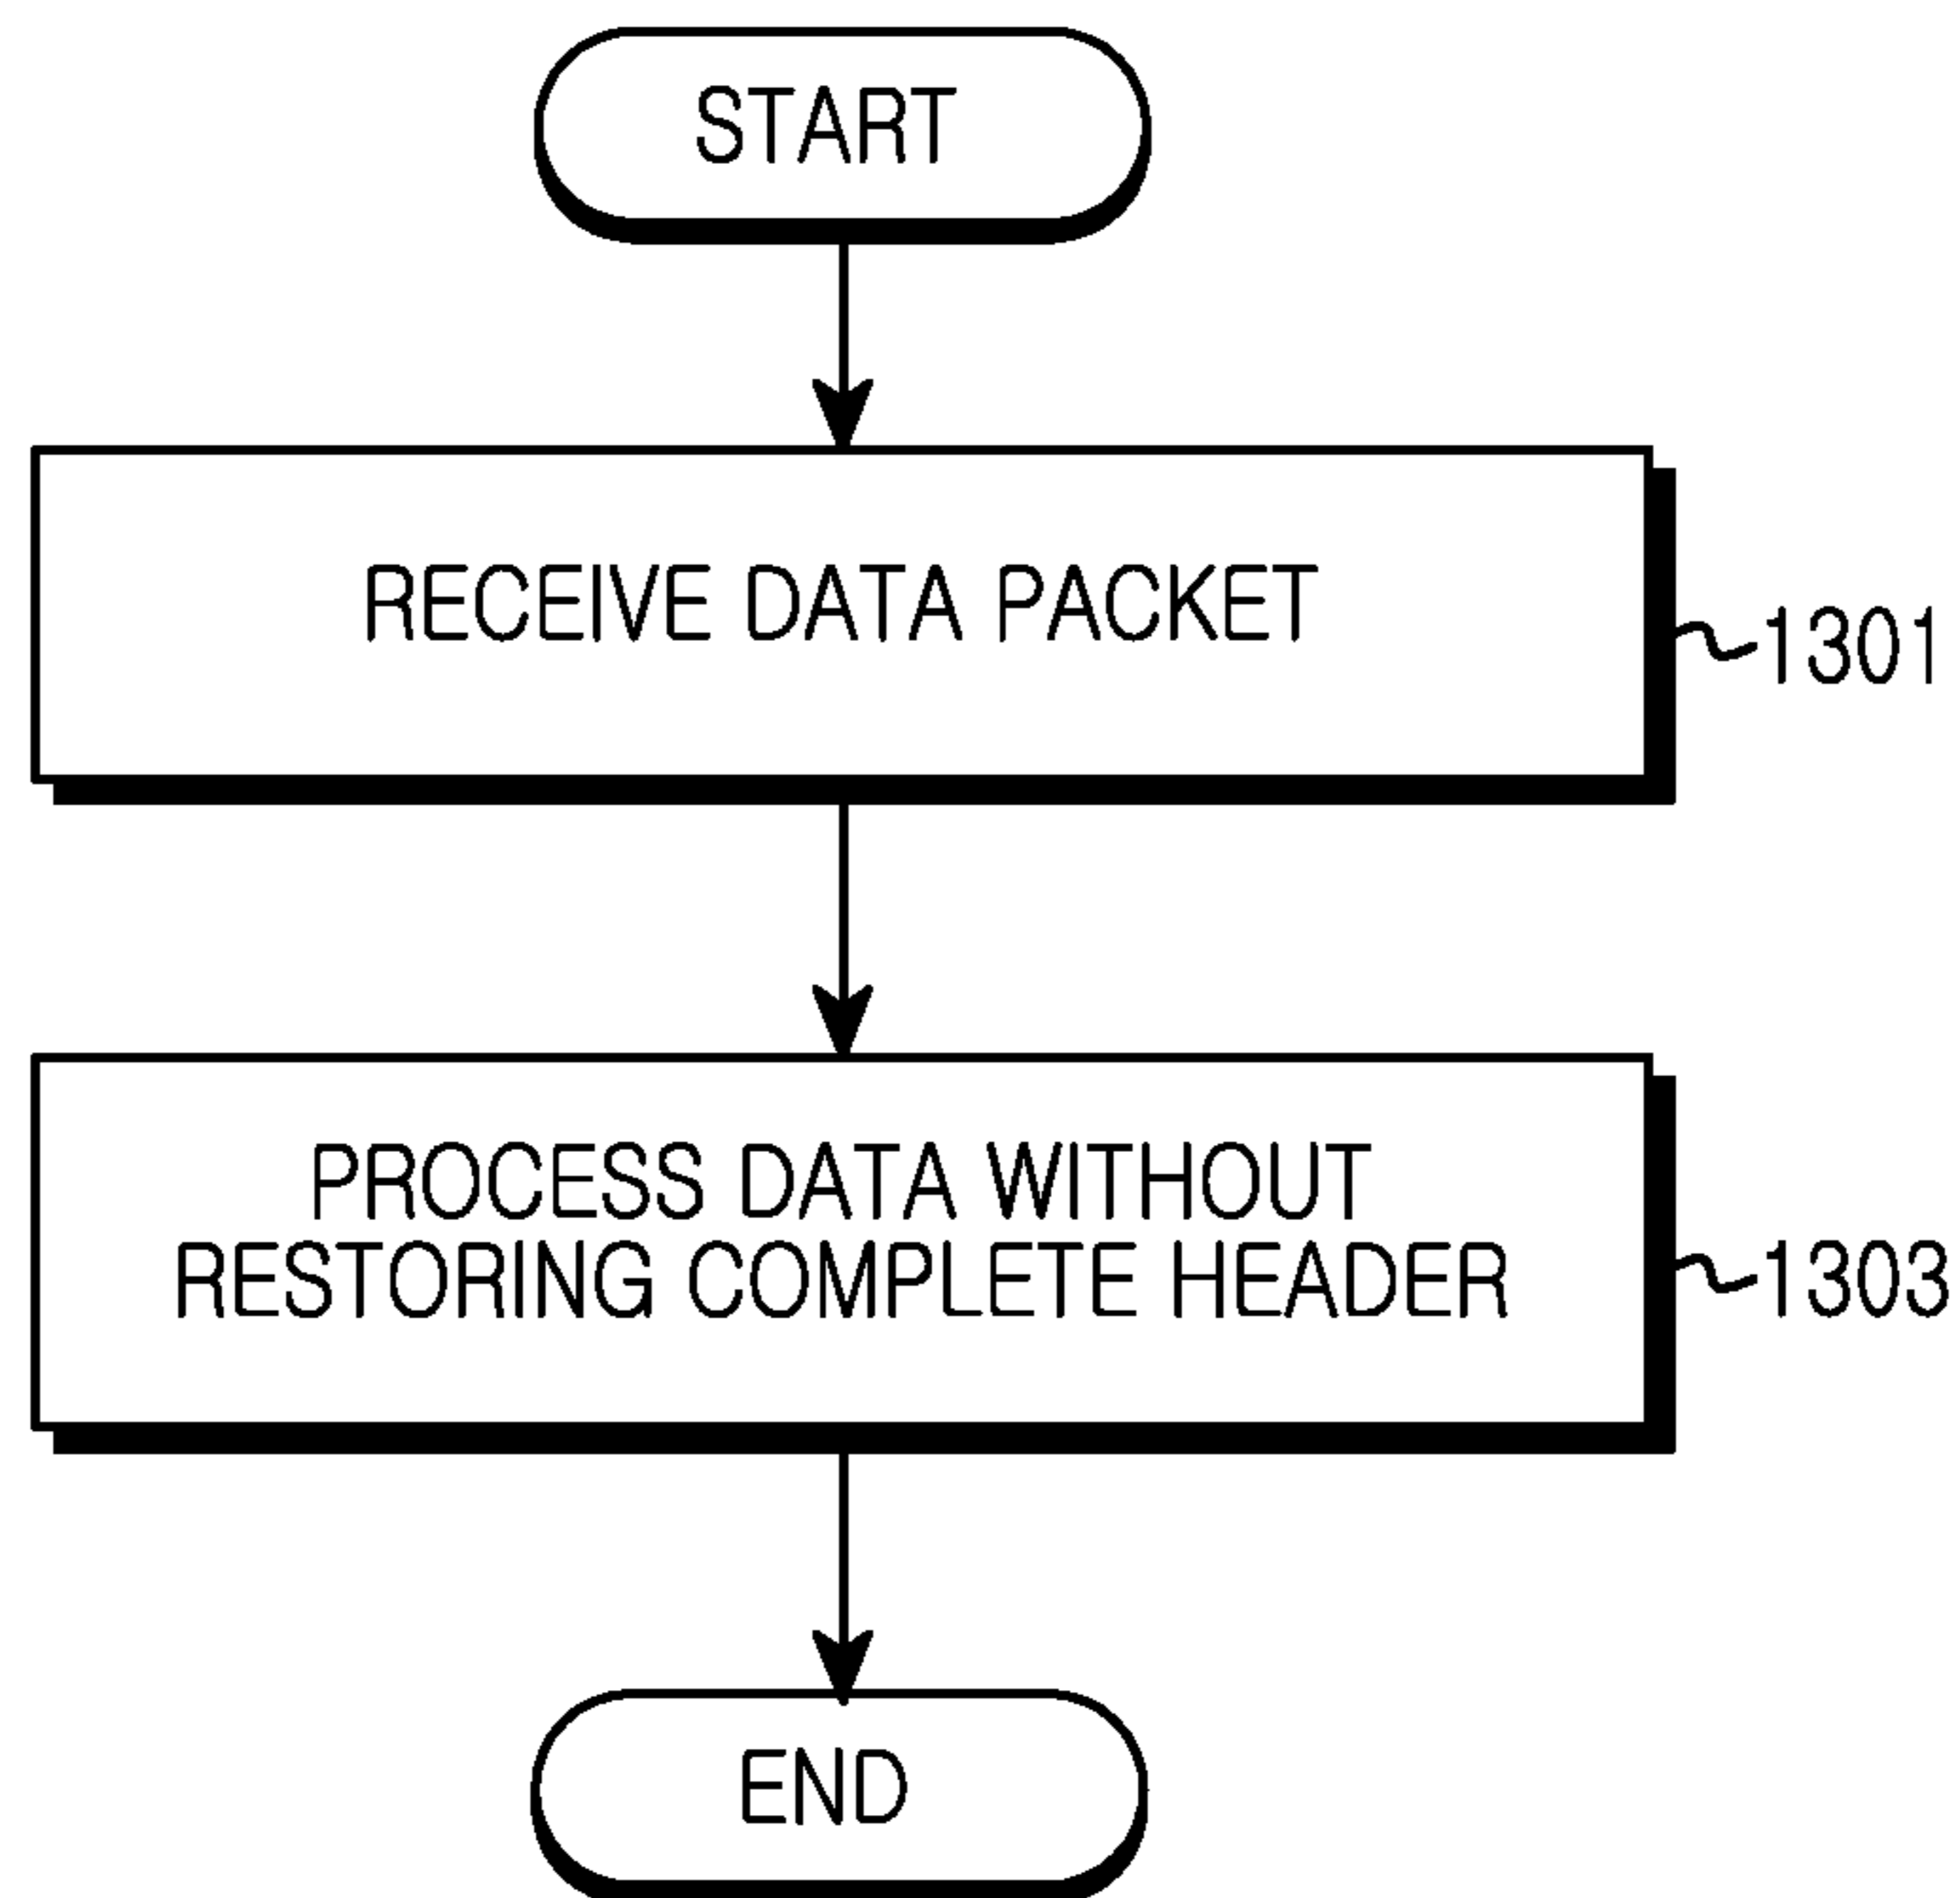 START
RECEIVE DATA PACKET
1301
PROCESS DATA WITHOUT
RESTORING COMPLETE HEADER
1303
END